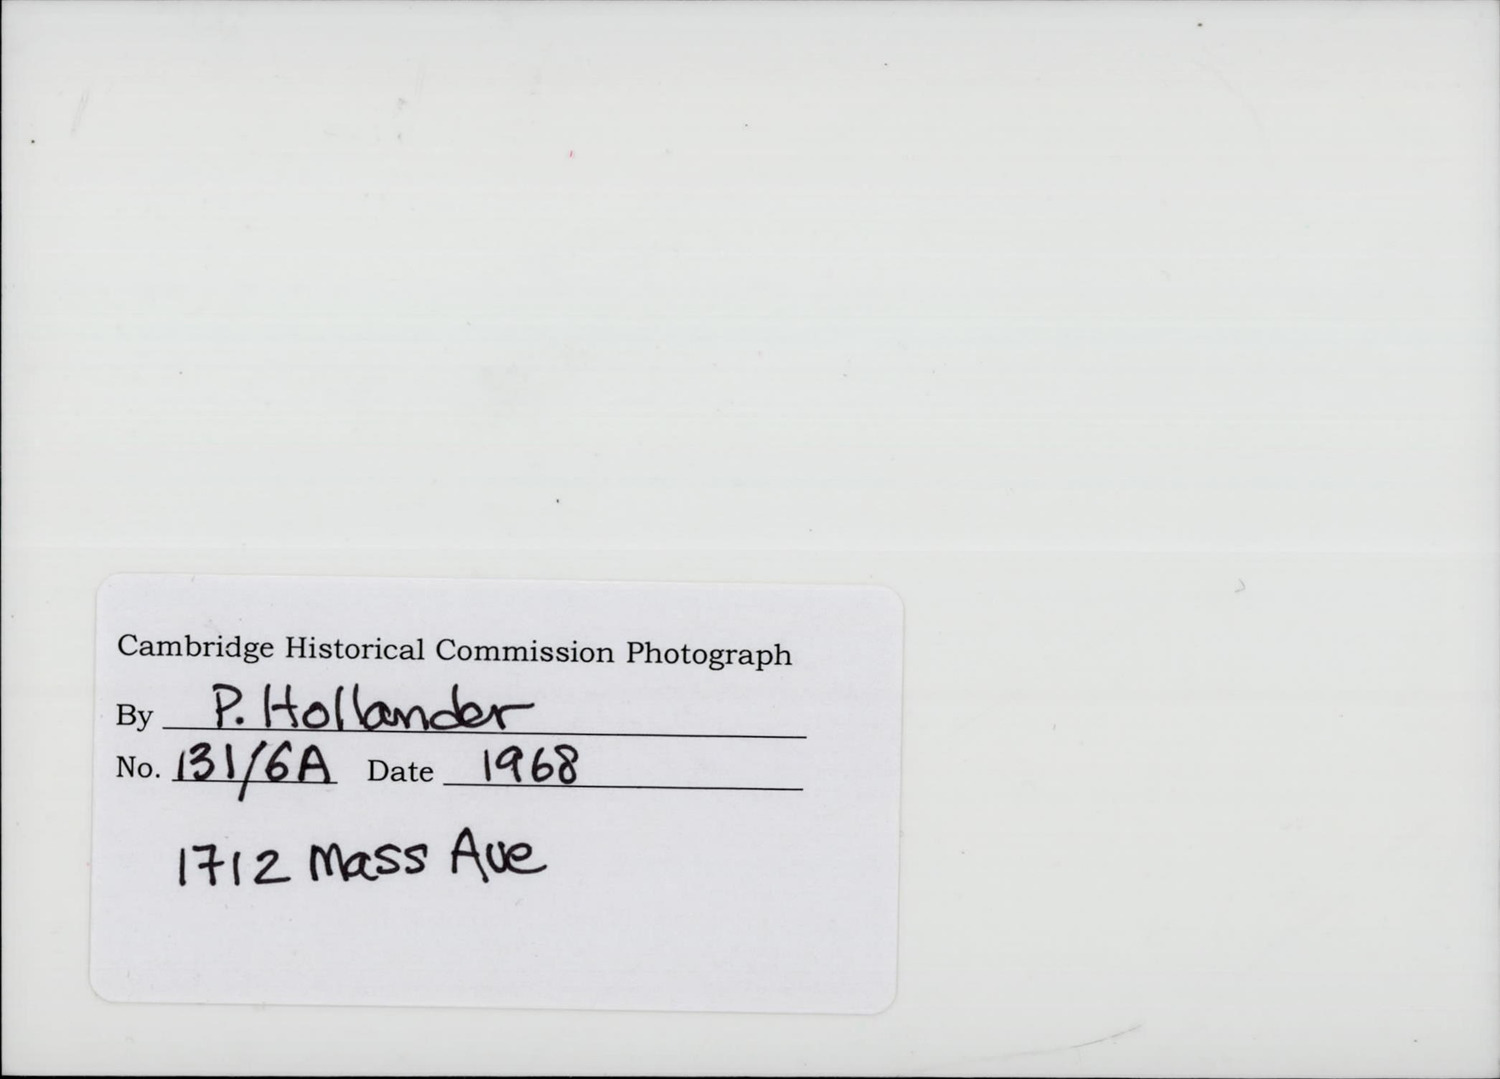 Cambridge Historical Commission Photograph
By P. Hollander
No. 131/6A Date 1968
1712 Mass Ave